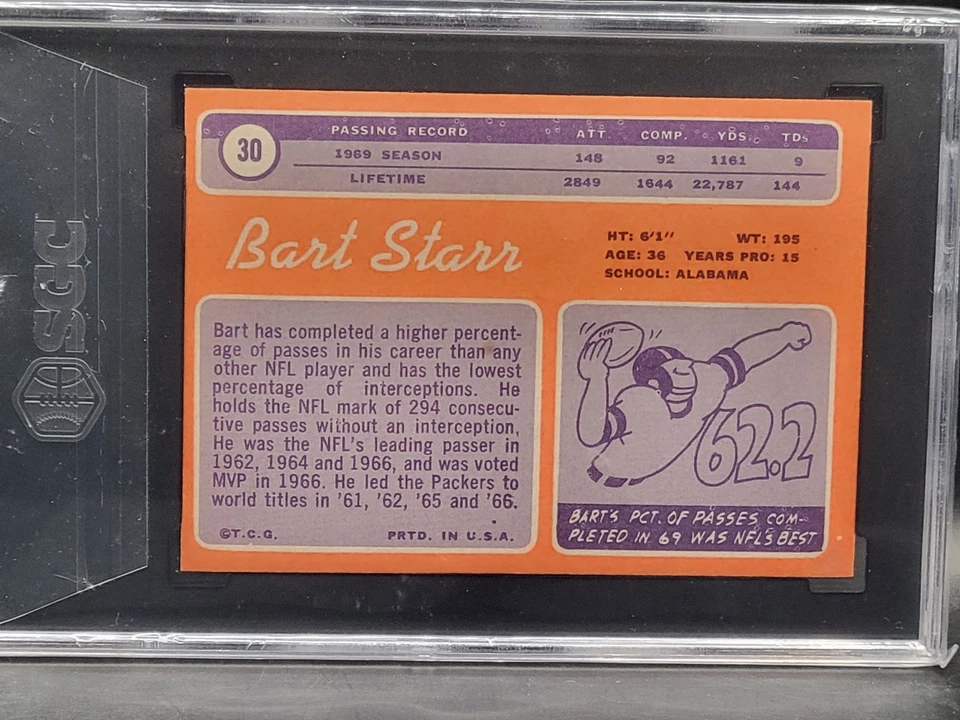 SGC
30
PASSING RECORD ATT. COMP. YDS. TDs
1969 SEASON 148 92 1161 9
LIFETIME 2849 1644 22,787 144
Bart Starr
HT: 6'1" WT: 195
AGE: 36 YEARS PRO: 15
SCHOOL: ALABAMA
Bart has completed a higher percent-
age of passes in his career than any
other NFL player and has the lowest
percentage of interceptions. He
holds the NFL mark of 294 consecu-
tive passes without an interception.
He was the NFL's leading passer in
1962, 1964 and 1966, and was voted
MVP in 1966. He led the Packers to
world titles in '61, '62, '65 and '66.
©T.C.G. PRTD. IN U.S.A.
62.2
BART'S PCT. OF PASSES COM-
PLETED IN 69 WAS NFL'S BEST